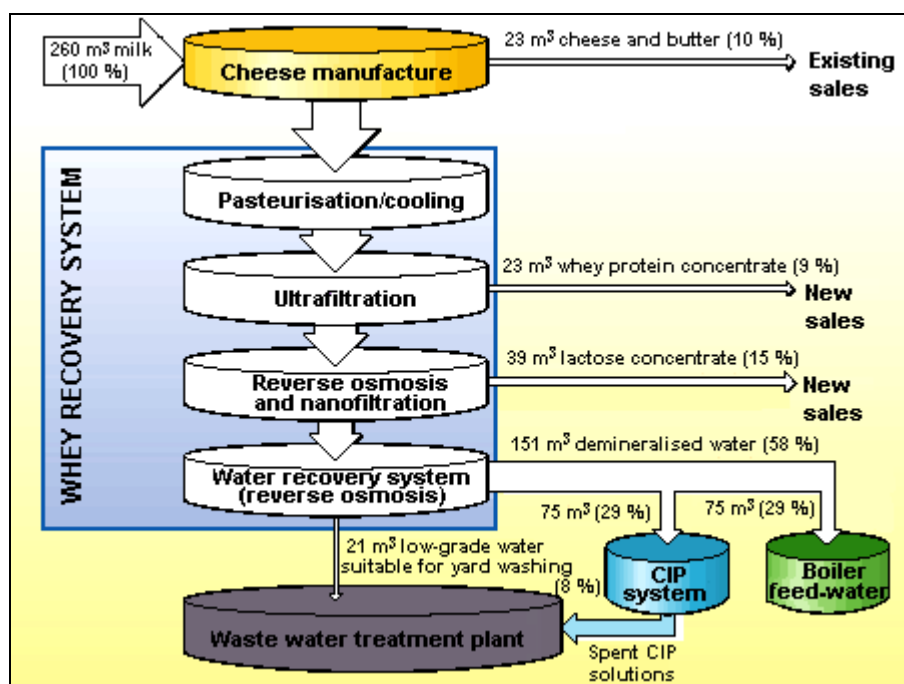 260 m³ milk
(100 %)
Cheese manufacture
23 m³ cheese and butter (10 %)
Existing
sales
WHEY RECOVERY SYSTEM
Pasteurisation/cooling
Ultrafiltration
23 m³ whey protein concentrate (9 %)
New
sales
Reverse osmosis
and nanofiltration
39 m³ lactose concentrate (15 %)
New
sales
Water recovery system
(reverse osmosis)
151 m³ demineralised water (58 %)
75 m³ (29 %)
75 m³ (29 %)
21 m³ low-grade water
suitable for yard washing
(8 %)
CIP
system
Boiler
feed-water
Waste water treatment plant
Spent CIP
solutions